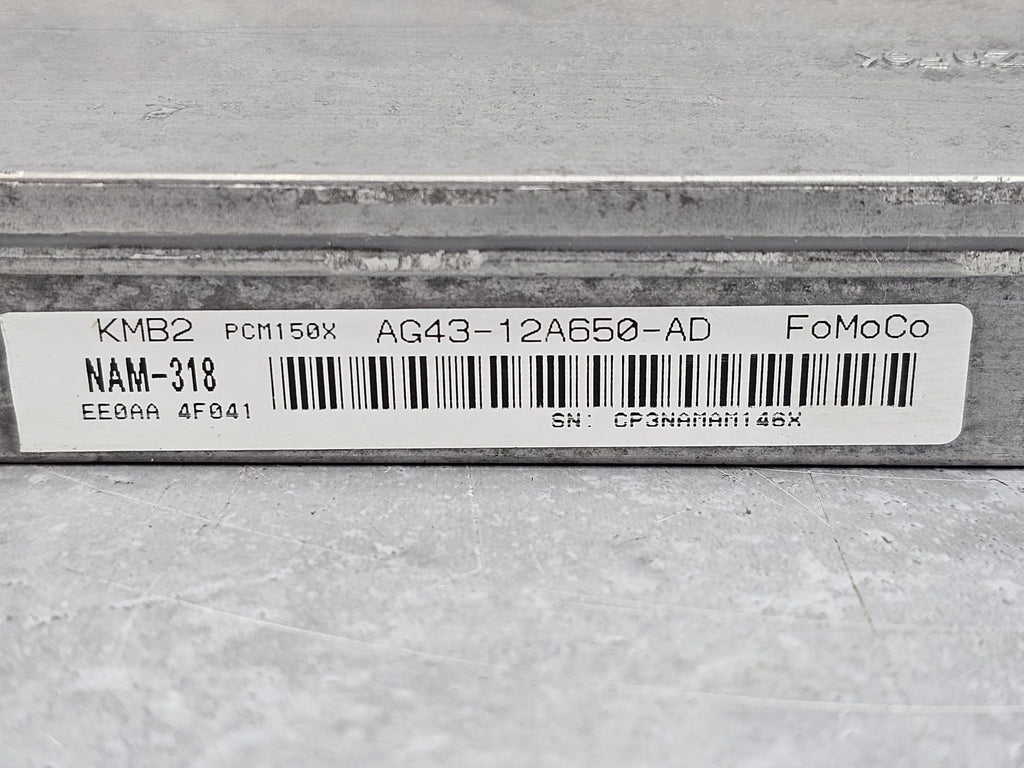 KMB2 PCM150X AG43-12A650-AD FoMoCo
NAM-318
EE0AA 4F041
SN: CP3NAMAM146X